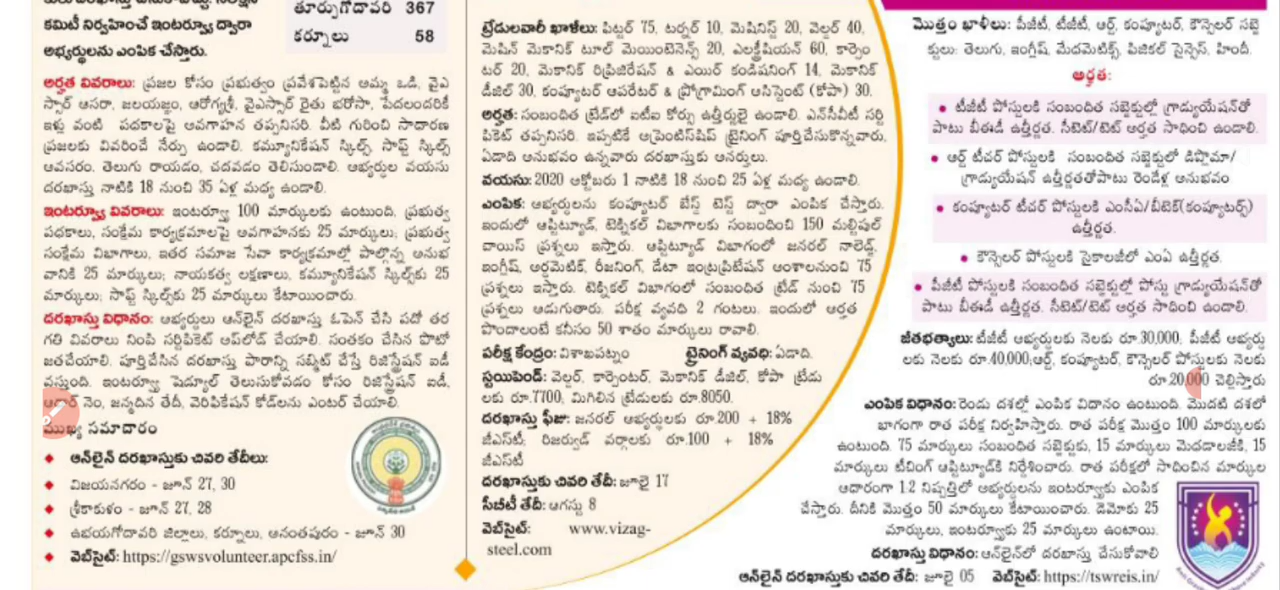 కమిటీ నిర్వహించే ఇంటర్వ్యూ ద్వారా
అభ్యర్థులను ఎంపిక చేస్తారు.
తూర్పుగోదావరి 367
కర్నూలు 58
అర్హత వివరాలు: ప్రజల కోసం ప్రభుత్వం ప్రవేశపెట్టిన అమ్మ ఒడి, వైఎ
స్సార్ ఆసరా, జలయజ్ఞం, ఆరోగ్యశ్రీ, వైఎస్సార్ రైతు భరోసా, పేదలందరికీ
ఇళ్లు వంటి పథకాలపై అవగాహన తప్పనిసరి. వీటి గురించి సాధారణ
ప్రజలకు వివరించే నేర్పు ఉండాలి. కమ్యూనికేషన్ స్కిల్స్, సాఫ్ట్ స్కిల్స్
అవసరం. తెలుగు రాయడం, చదవడం తెలిసుండాలి. అభ్యర్థుల వయసు
దరఖాస్తు నాటికి 18 నుంచి 35 ఏళ్ల మధ్య ఉండాలి.
ఇంటర్వ్యూ వివరాలు: ఇంటర్వ్యూ 100 మార్కులకు ఉంటుంది. ప్రభుత్వ
పథకాలు, సంక్షేమ కార్యక్రమాలపై అవగాహనకు 25 మార్కులు; ప్రభుత్వ
సంక్షేమ విభాగాలు, ఇతర సమాజ సేవా కార్యక్రమాల్లో పాల్గొన్న అనుభ
వానికి 25 మార్కులు; నాయకత్వ లక్షణాలు, కమ్యూనికేషన్ స్కిల్స్‌కు 25
మార్కులు; సాఫ్ట్ స్కిల్స్‌కు 25 మార్కులు కేటాయించారు.
దరఖాస్తు విధానం: అభ్యర్థులు ఆన్‌లైన్ దరఖాస్తు ఓపెన్ చేసి పదో తర
గతి వివరాలు నింపి సర్టిఫికెట్ అప్‌లోడ్ చేయాలి. సంతకం చేసిన ఫొటో
జతచేయాలి. పూర్తిచేసిన దరఖాస్తు ఫారాన్ని సబ్మిట్ చేస్తే రిజిస్ట్రేషన్ ఐడీ
వస్తుంది. ఇంటర్వ్యూ షెడ్యూల్ తెలుసుకోవడం కోసం రిజిస్ట్రేషన్ ఐడీ,
ఆధార్ నెం, జన్మదిన తేదీ, వెరిఫికేషన్ కోడ్‌లను ఎంటర్ చేయాలి.
ముఖ్య సమాచారం
◆ ఆన్‌లైన్ దరఖాస్తుకు చివరి తేదీలు:
◆ విజయనగరం - జూన్ 27, 30
◆ శ్రీకాకుళం - జూన్ 27, 28
◆ ఉభయగోదావరి జిల్లాలు, కర్నూలు, అనంతపురం - జూన్ 30
◆ వెబ్‌సైట్: https://gswsvolunteer.apcfss.in/
ట్రేడులవారీ ఖాళీలు: ఫిట్టర్ 75, టర్నర్ 10, మెషినిస్ట్ 20, వెల్డర్ 40,
మెషిన్ మెకానిక్ టూల్ మెయింటెనెన్స్ 20, ఎలక్ట్రీషియన్ 60, కార్పెం
టర్ 20, మెకానిక్ రిఫ్రిజిరేషన్ & ఎయిర్ కండిషనింగ్ 14, మెకానిక్
డీజిల్ 30, కంప్యూటర్ ఆపరేటర్ & ప్రోగ్రామింగ్ అసిస్టెంట్ (కోపా) 30.
అర్హత: సంబంధిత ట్రేడ్‌లో ఐటీఐ కోర్సు ఉత్తీర్ణులై ఉండాలి. ఎన్‌సీవీటీ సర్టి
ఫికెట్ తప్పనిసరి. ఇప్పటికే అప్రెంటిస్‌షిప్ ట్రైనింగ్ పూర్తిచేసుకొన్నవారు,
ఏడాది అనుభవం ఉన్నవారు దరఖాస్తుకు అనర్హులు.
వయసు: 2020 అక్టోబరు 1 నాటికి 18 నుంచి 25 ఏళ్ల మధ్య ఉండాలి.
ఎంపిక: అభ్యర్థులను కంప్యూటర్ బేస్డ్ టెస్ట్ ద్వారా ఎంపిక చేస్తారు.
ఇందులో ఆప్టిట్యూడ్, టెక్నికల్ విభాగాలకు సంబంధించి 150 మల్టిపుల్
చాయిస్ ప్రశ్నలు ఇస్తారు. ఆప్టిట్యూడ్ విభాగంలో జనరల్ నాలెడ్జ్,
ఇంగ్లీష్, అర్థమెటిక్, రీజనింగ్, డేటా ఇంట్రప్రిటేషన్ అంశాలనుంచి 75
ప్రశ్నలు ఇస్తారు. టెక్నికల్ విభాగంలో సంబంధిత ట్రేడ్ నుంచి 75
ప్రశ్నలు అడుగుతారు. పరీక్ష వ్యవధి 2 గంటలు. ఇందులో అర్హత
పొందాలంటే కనీసం 50 శాతం మార్కులు రావాలి.
పరీక్ష కేంద్రం: విశాఖపట్నం ట్రైనింగ్ వ్యవధి: ఏడాది.
స్టయిపెండ్: వెల్డర్, కార్పెంటర్, మెకానిక్ డీజిల్, కోపా ట్రేడు
లకు రూ.7700, మిగిలిన ట్రేడులకు రూ.8050.
దరఖాస్తు ఫీజు: జనరల్ అభ్యర్థులకు రూ.200 + 18%
జీఎస్‌టీ; రిజర్వుడ్ వర్గాలకు రూ.100 + 18%
జీఎస్‌టీ
దరఖాస్తుకు చివరి తేదీ: జూలై 17
సీబీటీ తేదీ: ఆగస్టు 8
వెబ్‌సైట్: www.vizag-
steel.com
మొత్తం ఖాళీలు: పీజీటీ, టీజీటీ, ఆర్ట్, కంప్యూటర్, కౌన్సెలర్ సబ్జె
క్టులు: తెలుగు, ఇంగ్లీష్, మేథమెటిక్స్, ఫిజికల్ సైన్సెస్, హిందీ.
అర్హత:
• టీజీటీ పోస్టులకి సంబంధిత సబ్జెక్టుల్లో గ్రాడ్యుయేషన్‌తో
పాటు బీఈడీ ఉత్తీర్ణత. సీటెట్/టెట్ అర్హత సాధించి ఉండాలి.
• ఆర్ట్ టీచర్ పోస్టులకి సంబంధిత సబ్జెక్టులో డిప్లొమా/
గ్రాడ్యుయేషన్ ఉత్తీర్ణతతోపాటు రెండేళ్ల అనుభవం
• కంప్యూటర్ టీచర్ పోస్టులకి ఎంసీఏ/బీటెక్(కంప్యూటర్స్)
ఉత్తీర్ణత.
• కౌన్సెలర్ పోస్టులకి సైకాలజీలో ఎంఏ ఉత్తీర్ణత.
• పీజీటీ పోస్టులకి సంబంధిత సబ్జెక్టుల్లో పోస్టు గ్రాడ్యుయేషన్‌తో
పాటు బీఈడీ ఉత్తీర్ణత. సీటెట్/టెట్ అర్హత సాధించి ఉండాలి.
జీతభత్యాలు: టీజీటీ అభ్యర్థులకు నెలకు రూ.30,000; పీజీటీ అభ్యర్థు
లకు నెలకు రూ.40,000;ఆర్ట్, కంప్యూటర్, కౌన్సెలర్ పోస్టులకు నెలకు
రూ.20,000 చెల్లిస్తారు
ఎంపిక విధానం: రెండు దశల్లో ఎంపిక విధానం ఉంటుంది. మొదటి దశలో
భాగంగా రాత పరీక్ష నిర్వహిస్తారు. రాత పరీక్ష మొత్తం 100 మార్కులకు
ఉంటుంది. 75 మార్కులు సంబంధిత సబ్జెక్టుకు, 15 మార్కులు మెథడాలజీకి, 15
మార్కులు టీచింగ్ ఆప్టిట్యూడ్‌కి నిర్దేశించారు. రాత పరీక్షలో సాధించిన మార్కుల
ఆధారంగా 1:2 నిష్పత్తిలో అభ్యర్థులను ఇంటర్వ్యూకు ఎంపిక
చేస్తారు. దీనికి మొత్తం 50 మార్కులు కేటాయించారు. డెమోకు 25
మార్కులు, ఇంటర్వ్యూకు 25 మార్కులు ఉంటాయి.
దరఖాస్తు విధానం: ఆన్‌లైన్‌లో దరఖాస్తు చేసుకోవాలి
ఆన్‌లైన్ దరఖాస్తుకు చివరి తేదీ: జూలై 05 వెబ్‌సైట్: https://tswreis.in/